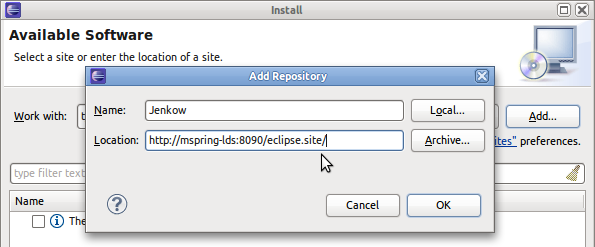 Install
Available Software
Select a site or enter the location of a site.
Add Repository
Work with:
Add...
Name: Jenkow Local...
Location: http://mspring-lds:8090/eclipse.site/ Archive...
ites" preferences.
type filter text
Name
The
? Cancel OK